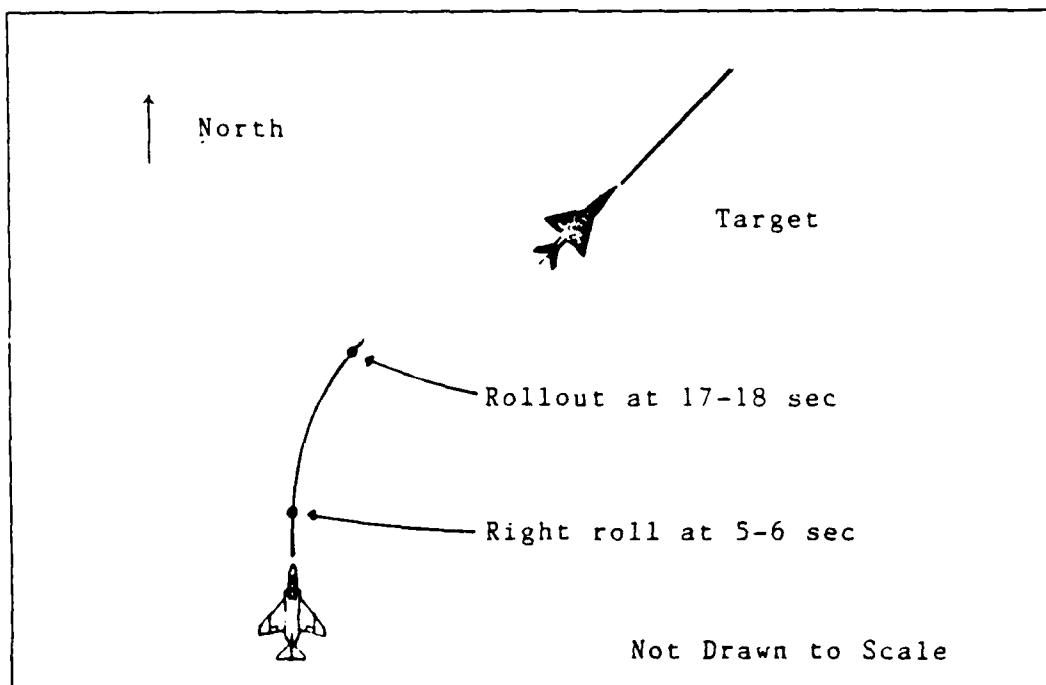 North
Target
Rollout at 17-18 sec
Right roll at 5-6 sec
Not Drawn to Scale